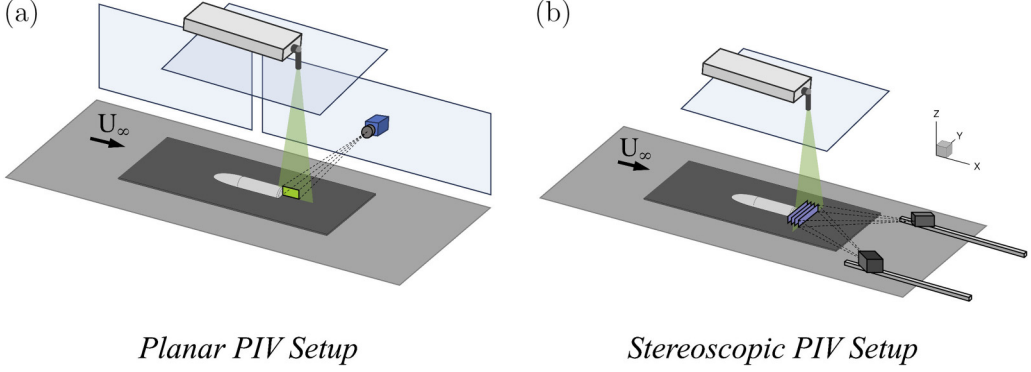 (a)
U∞
Planar PIV Setup
(b)
U∞
Z
Y
X
Stereoscopic PIV Setup